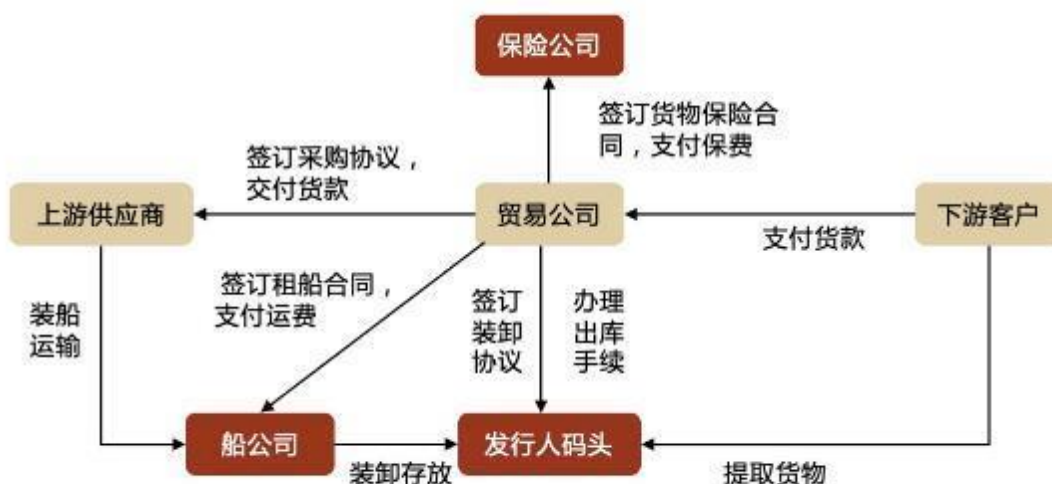 保险公司
签订货物保险合
同，支付保费
签订采购协议，
交付货款
上游供应商
贸易公司
下游客户
支付货款
签订租船合同，
支付运费
装船
运输
签订
装卸
协议
办理
出库
手续
船公司
发行人码头
装卸存放
提取货物